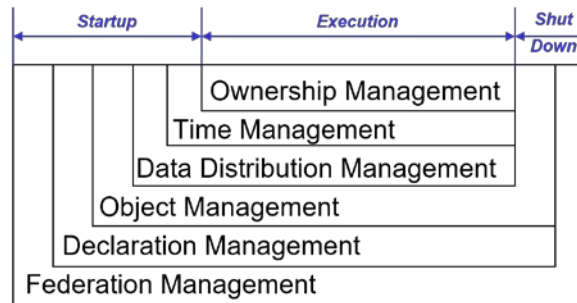 Startup
Execution
Shut
Down
Ownership Management
Time Management
Data Distribution Management
Object Management
Declaration Management
Federation Management